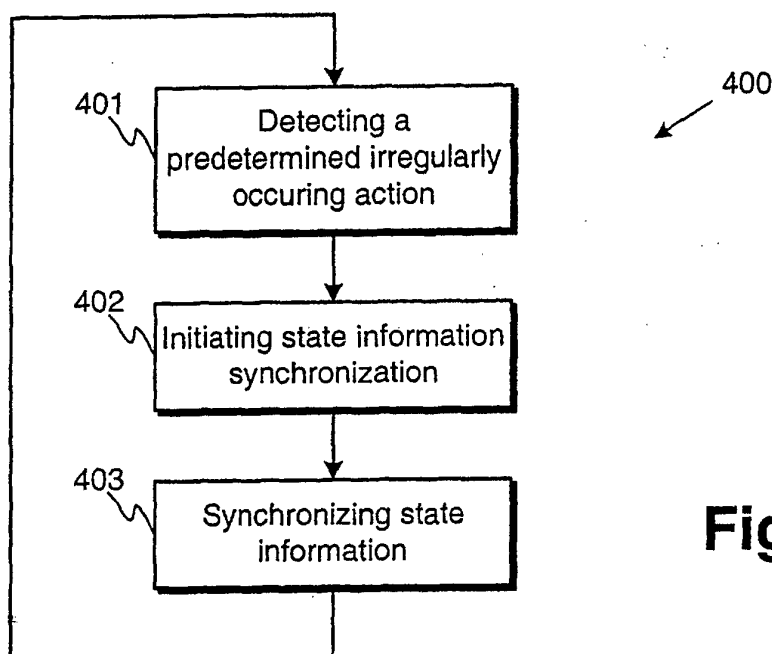 400
401
Detecting a
predetermined irregularly
occuring action
402
Initiating state information
synchronization
403
Synchronizing state
information
Fig